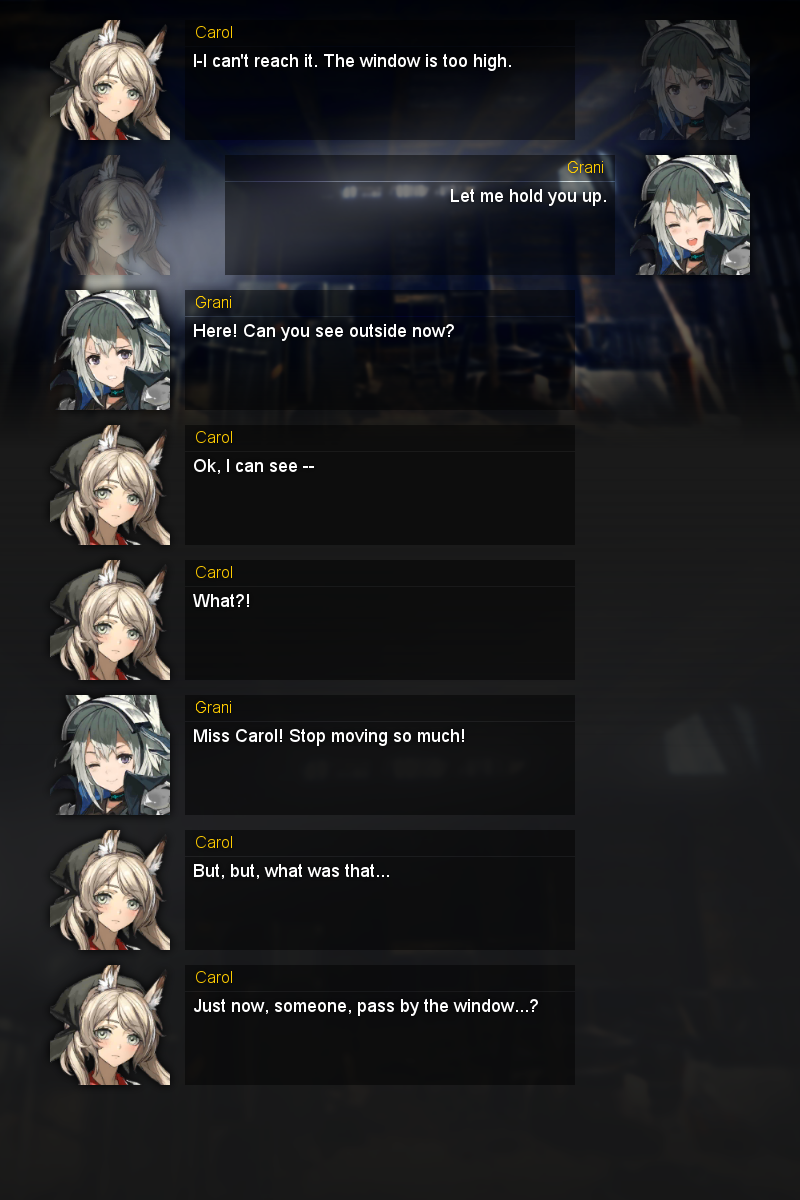 Carol
I-I can't reach it. The window is too high.
Grani
Let me hold you up.
Grani
Here! Can you see outside now?
Carol
Ok, I can see --
Carol
What?!
Grani
Miss Carol! Stop moving so much!
Carol
But, but, what was that...
Carol
Just now, someone, pass by the window...?